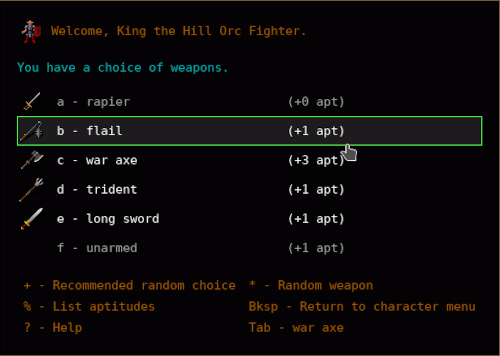 Welcome, King the Hill Orc Fighter.
You have a choice of weapons.
a - rapier (+0 apt)
b - flail (+1 apt)
c - war axe (+3 apt)
d - trident (+1 apt)
e - long sword (+1 apt)
f - unarmed (+1 apt)
+ - Recommended random choice * - Random weapon
% - List aptitudes Bksp - Return to character menu
? - Help Tab - war axe